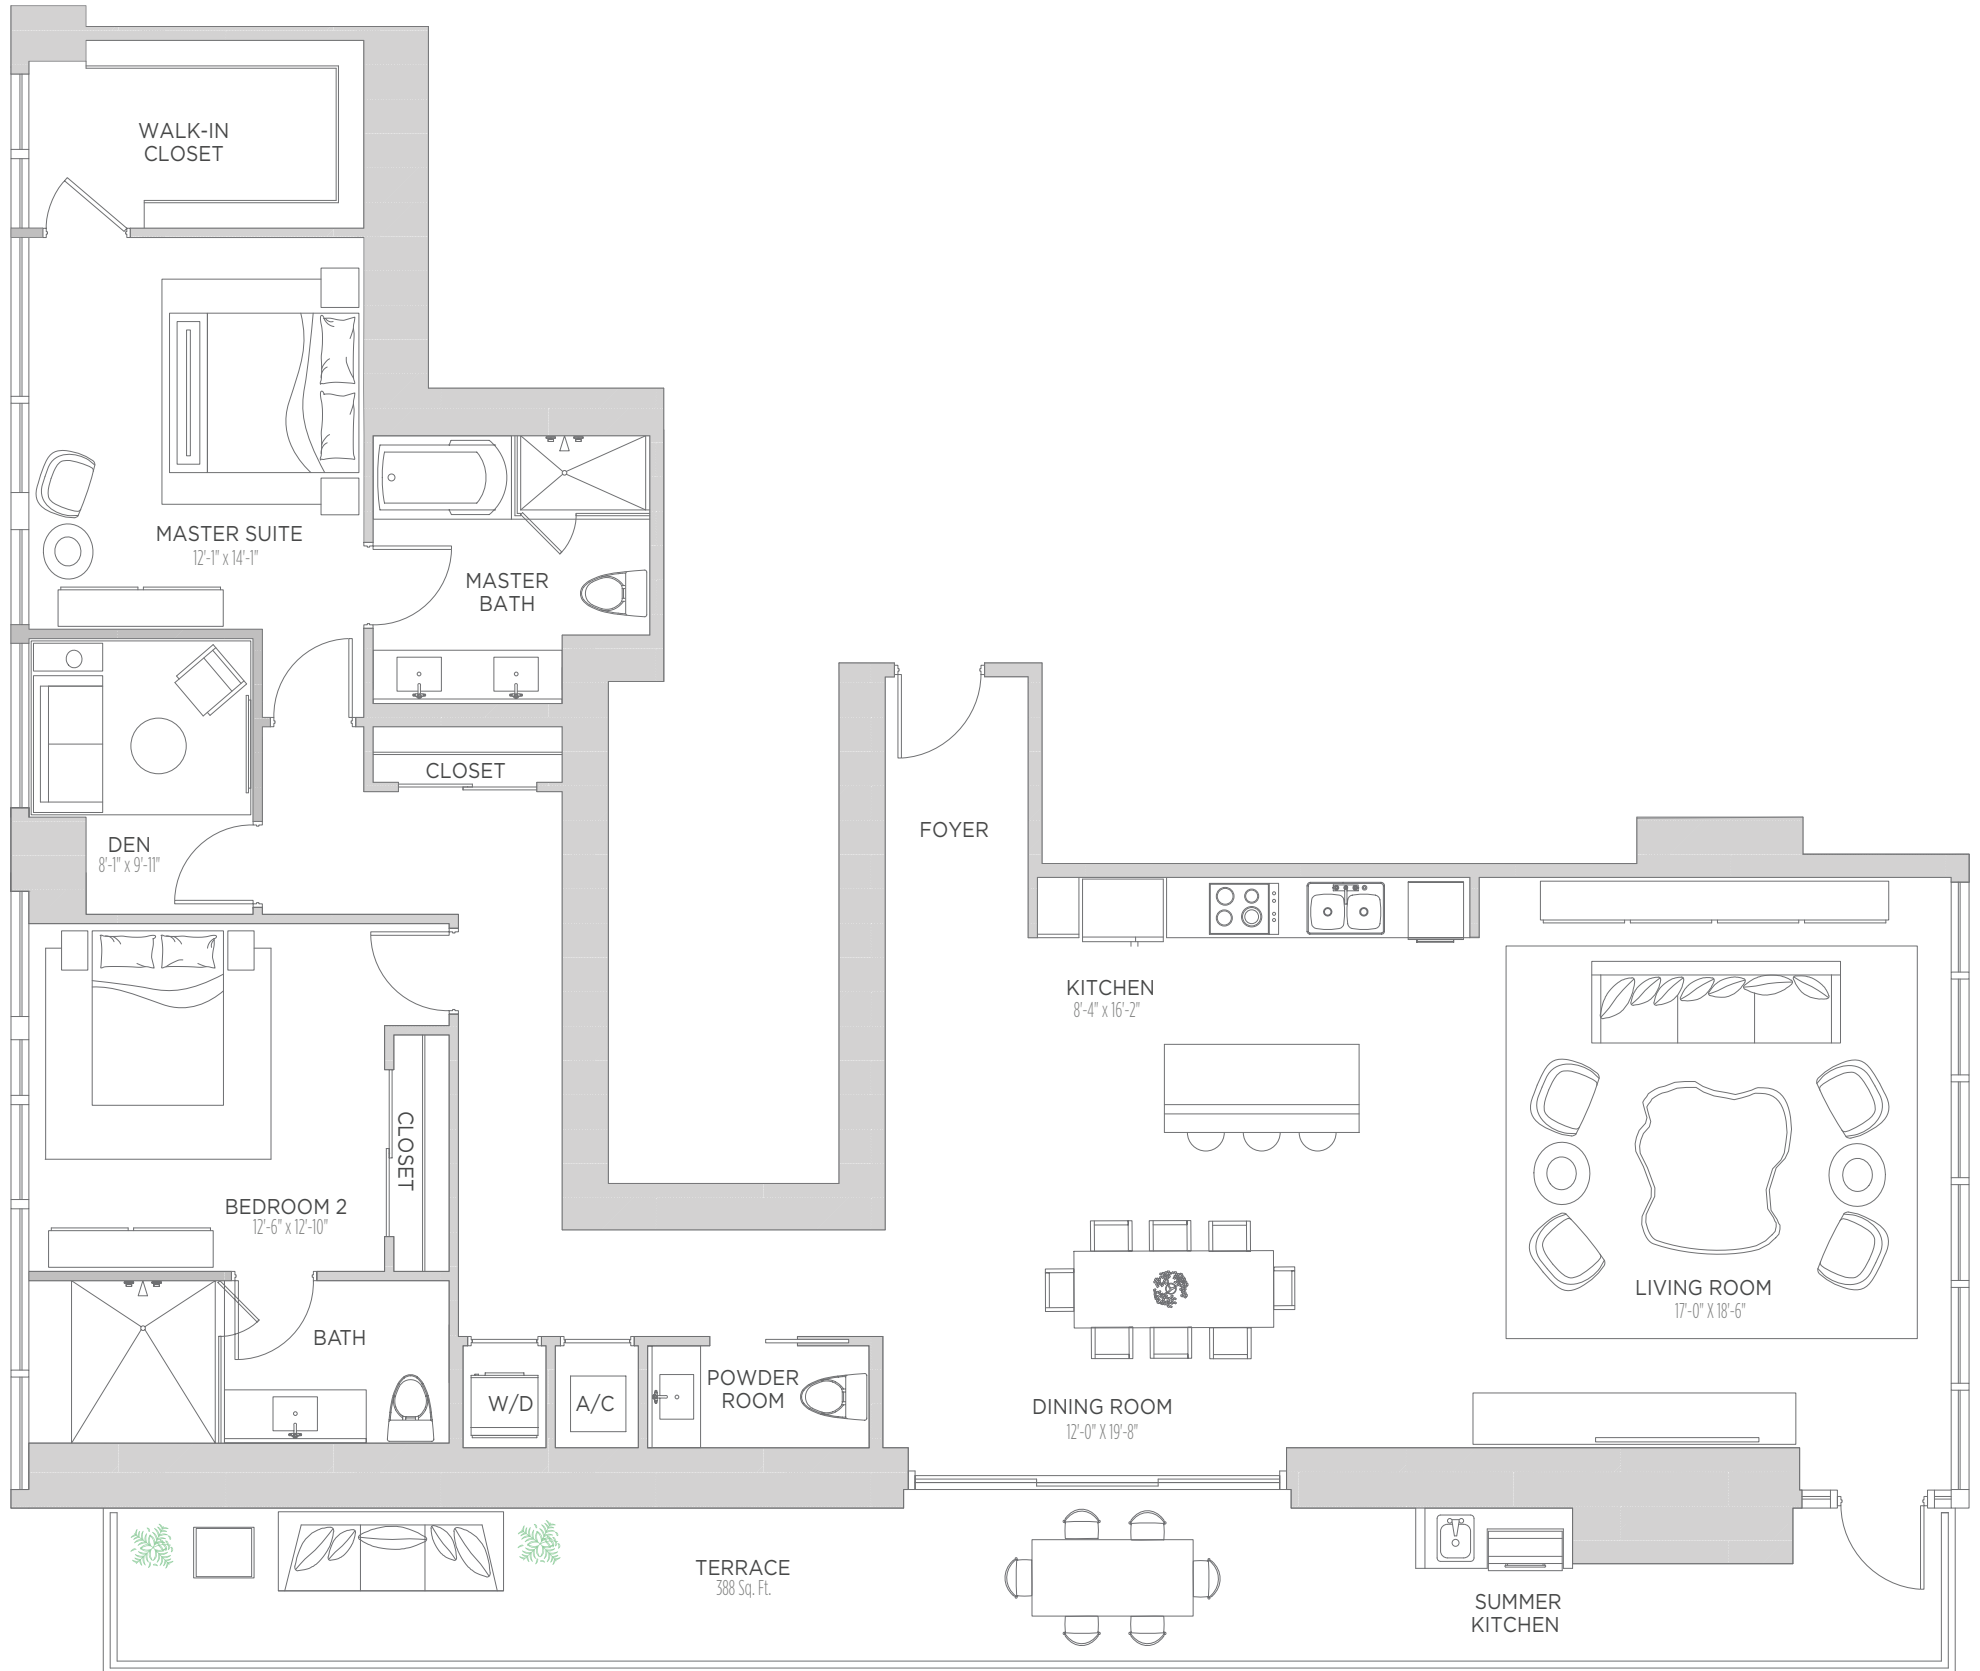 WALK-IN
CLOSET
MASTER SUITE
12'-1" x 14'-1"
MASTER
BATH
CLOSET
DEN
8'-1" x 9'-11"
FOYER
KITCHEN
8'-4" x 16'-2"
CLOSET
BEDROOM 2
12'-6" x 12'-10"
LIVING ROOM
17'-0" X 18'-6"
BATH
W/D
A/C
POWDER
ROOM
DINING ROOM
12'-0" X 19'-8"
TERRACE
388 Sq. Ft.
SUMMER
KITCHEN